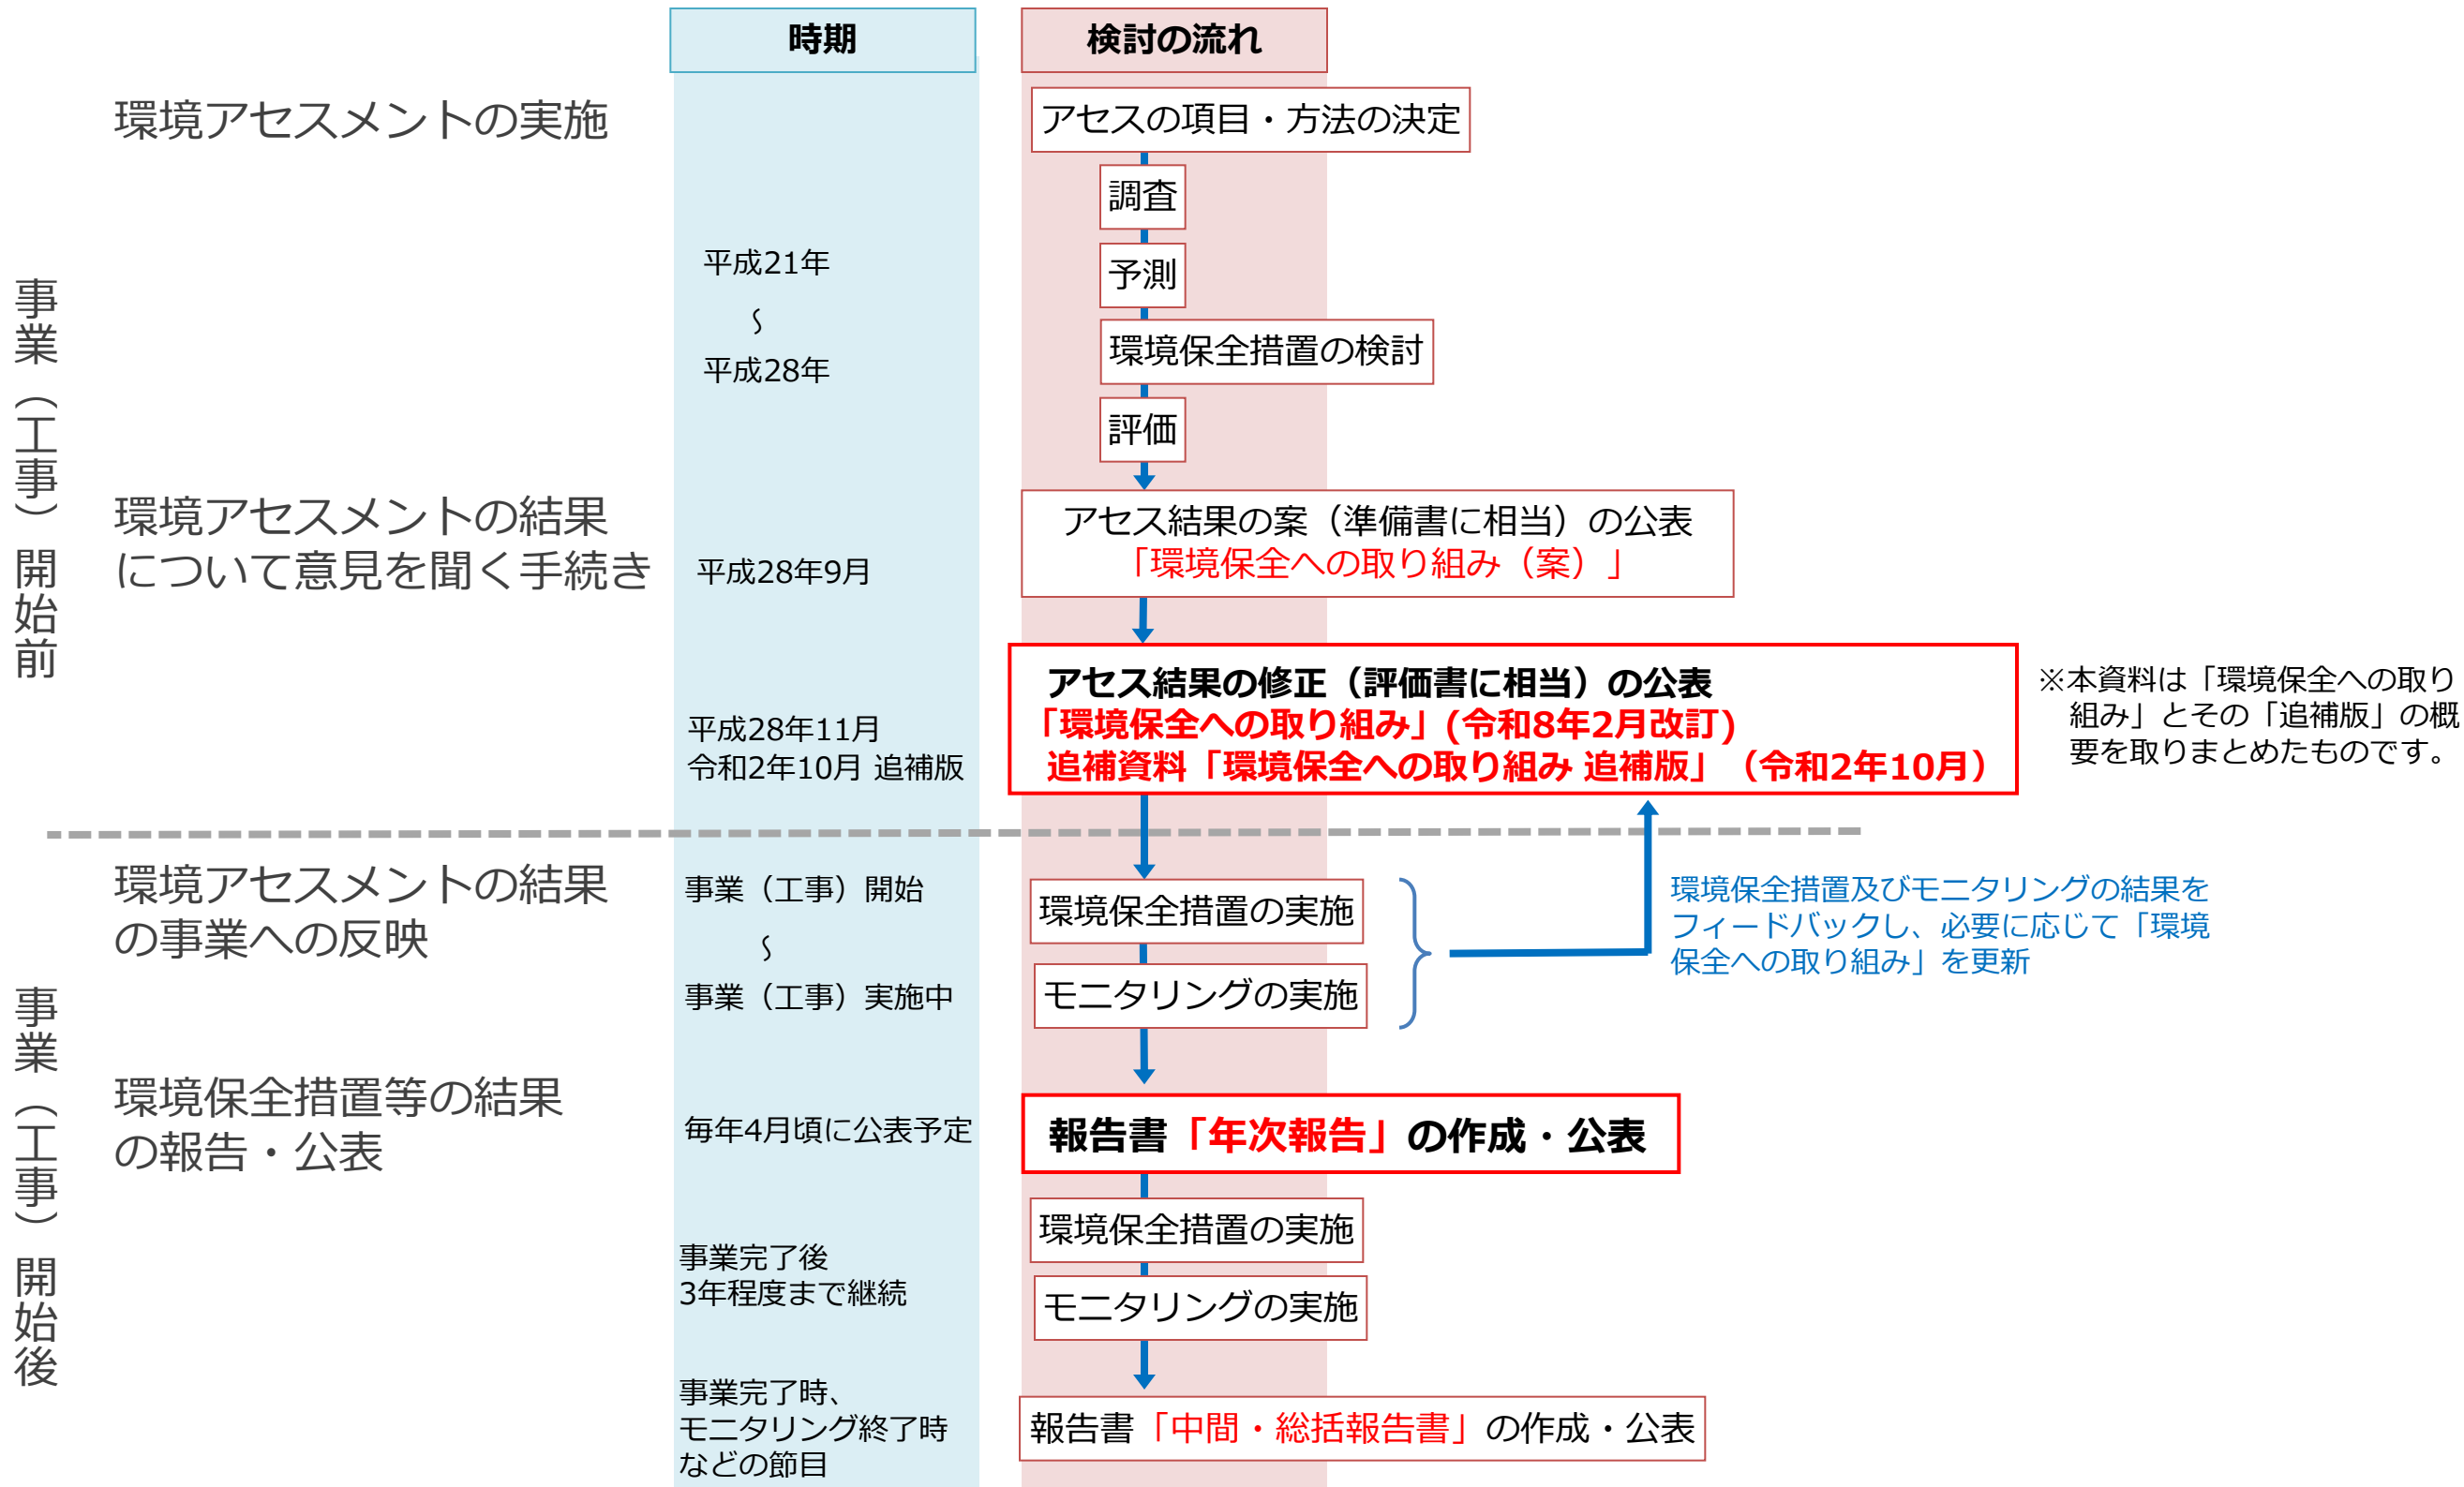 時期
検討の流れ
事業（工事）開始前
環境アセスメントの実施
平成21年
～
平成28年
アセスの項目・方法の決定
調査
予測
環境保全措置の検討
評価
環境アセスメントの結果
について意見を聞く手続き
平成28年9月
アセス結果の案（準備書に相当）の公表
「環境保全への取り組み（案）」
平成28年11月
令和2年10月 追補版
アセス結果の修正（評価書に相当）の公表
「環境保全への取り組み」(令和8年2月改訂)
追補資料「環境保全への取り組み 追補版」（令和2年10月）
※本資料は「環境保全への取り
組み」とその「追補版」の概
要を取りまとめたものです。
事業（工事）開始後
環境アセスメントの結果
の事業への反映
事業（工事）開始
～
事業（工事）実施中
環境保全措置の実施
モニタリングの実施
環境保全措置及びモニタリングの結果を
フィードバックし、必要に応じて「環境
保全への取り組み」を更新
環境保全措置等の結果
の報告・公表
毎年4月頃に公表予定
報告書「年次報告」の作成・公表
事業完了後
3年程度まで継続
環境保全措置の実施
モニタリングの実施
事業完了時、
モニタリング終了時
などの節目
報告書「中間・総括報告書」の作成・公表